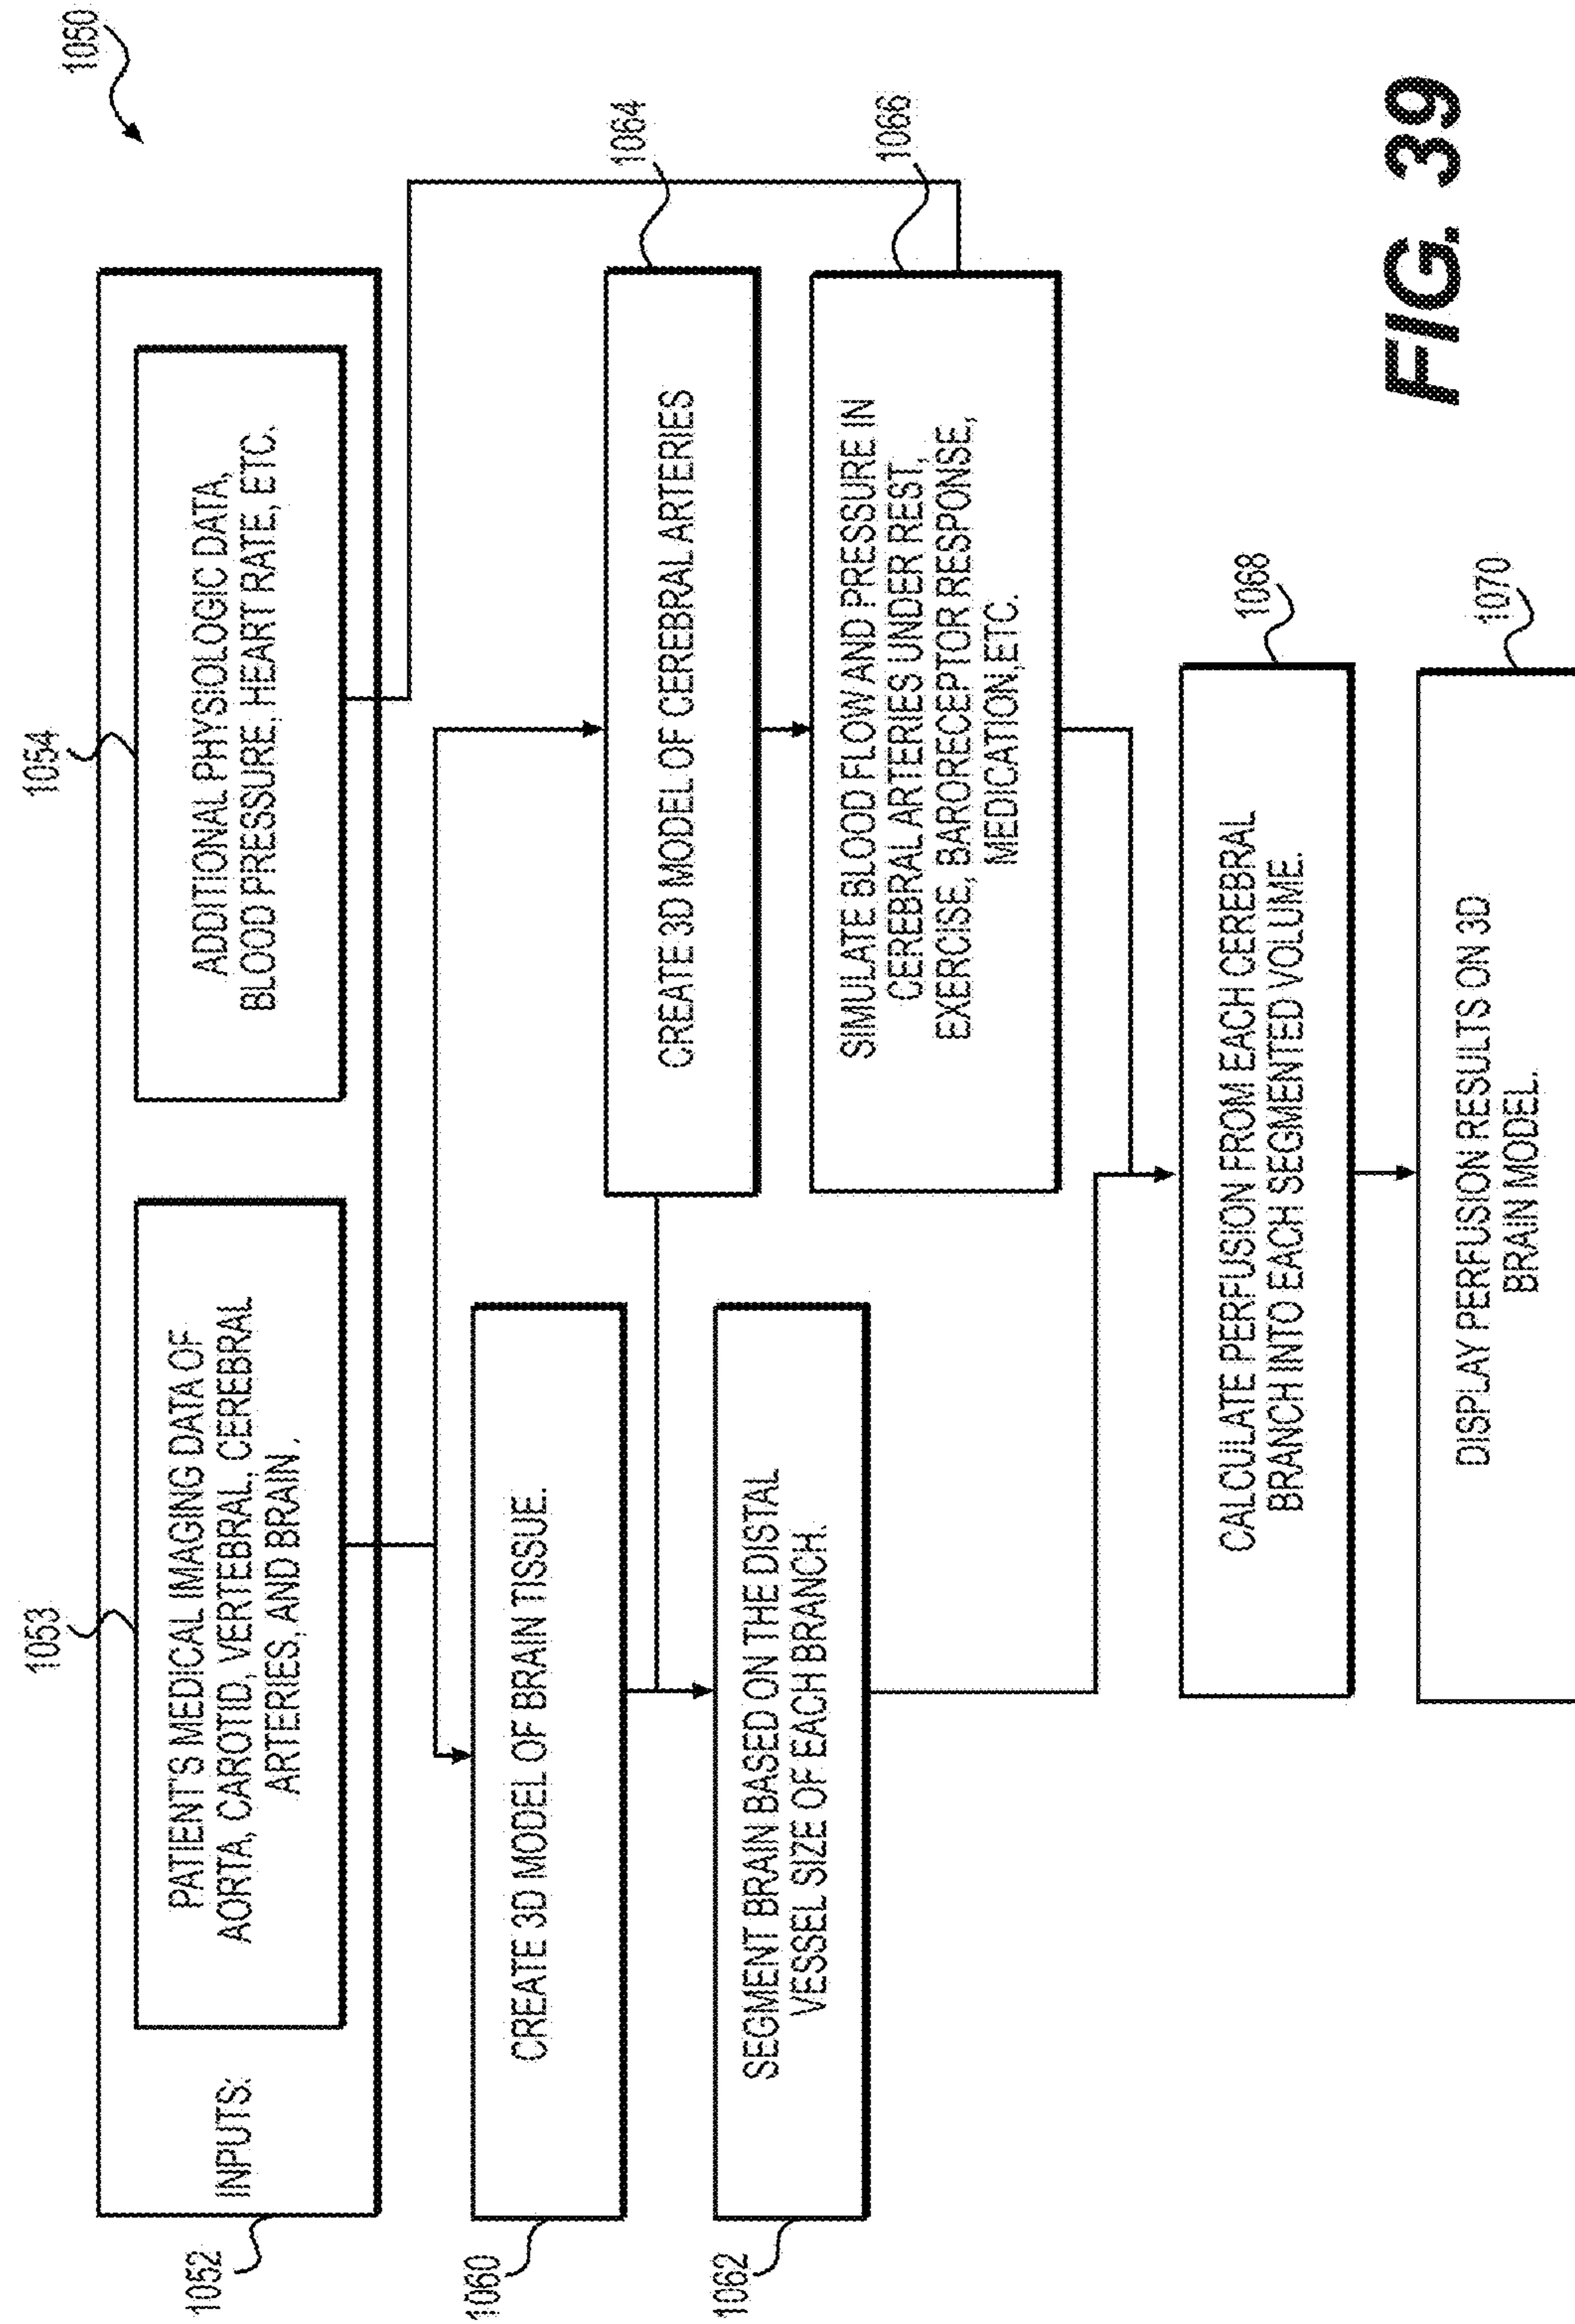 1050
1054
1053
1052
INPUTS:
PATIENT'S MEDICAL IMAGING DATA OF
AORTA, CAROTID, VERTEBRAL, CEREBRAL
ARTERIES, AND BRAIN .
ADDITIONAL PHYSIOLOGIC DATA,
BLOOD PRESSURE, HEART RATE, ETC.
1060
CREATE 3D MODEL OF BRAIN TISSUE.
1064
CREATE 3D MODEL OF CEREBRAL ARTERIES
1062
SEGMENT BRAIN BASED ON THE DISTAL
VESSEL SIZE OF EACH BRANCH.
1066
SIMULATE BLOOD FLOW AND PRESSURE IN
CEREBRAL ARTERIES UNDER REST,
EXERCISE, BARORECEPTOR RESPONSE,
MEDICATION,ETC.
1068
CALCULATE PERFUSION FROM EACH CEREBRAL
BRANCH INTO EACH SEGMENTED VOLUME.
1070
DISPLAY PERFUSION RESULTS ON 3D
BRAIN MODEL.
FIG. 39